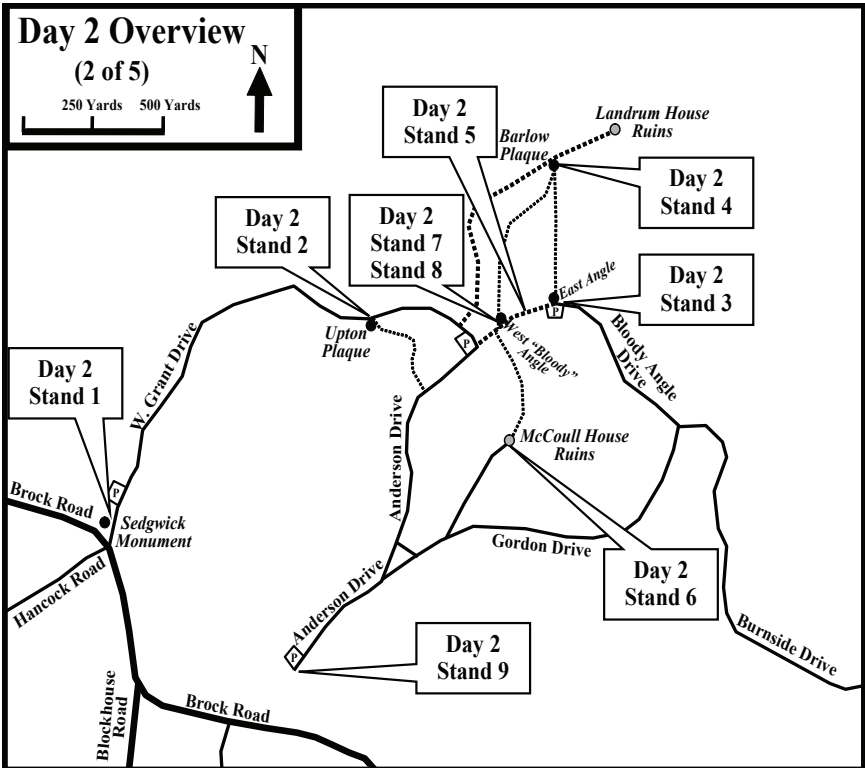 Day 2 Overview
(2 of 5)
N
250 Yards 500 Yards
Day 2
Stand 5
Landrum House
Ruins
Barlow
Plaque
Day 2
Stand 4
Day 2
Stand 2
Day 2
Stand 7
Stand 8
East Angle
Day 2
Stand 3
P
Upton
Plaque
P
West "Bloody"
Angle
Bloody Angle
Drive
W. Grant Drive
Day 2
Stand 1
Anderson Drive
McCoull House
Ruins
P
Brock Road
Sedgwick
Monument
Hancock Road
Gordon Drive
Day 2
Stand 6
Anderson Drive
P
Day 2
Stand 9
Burnside Drive
Blockhouse
Road
Brock Road